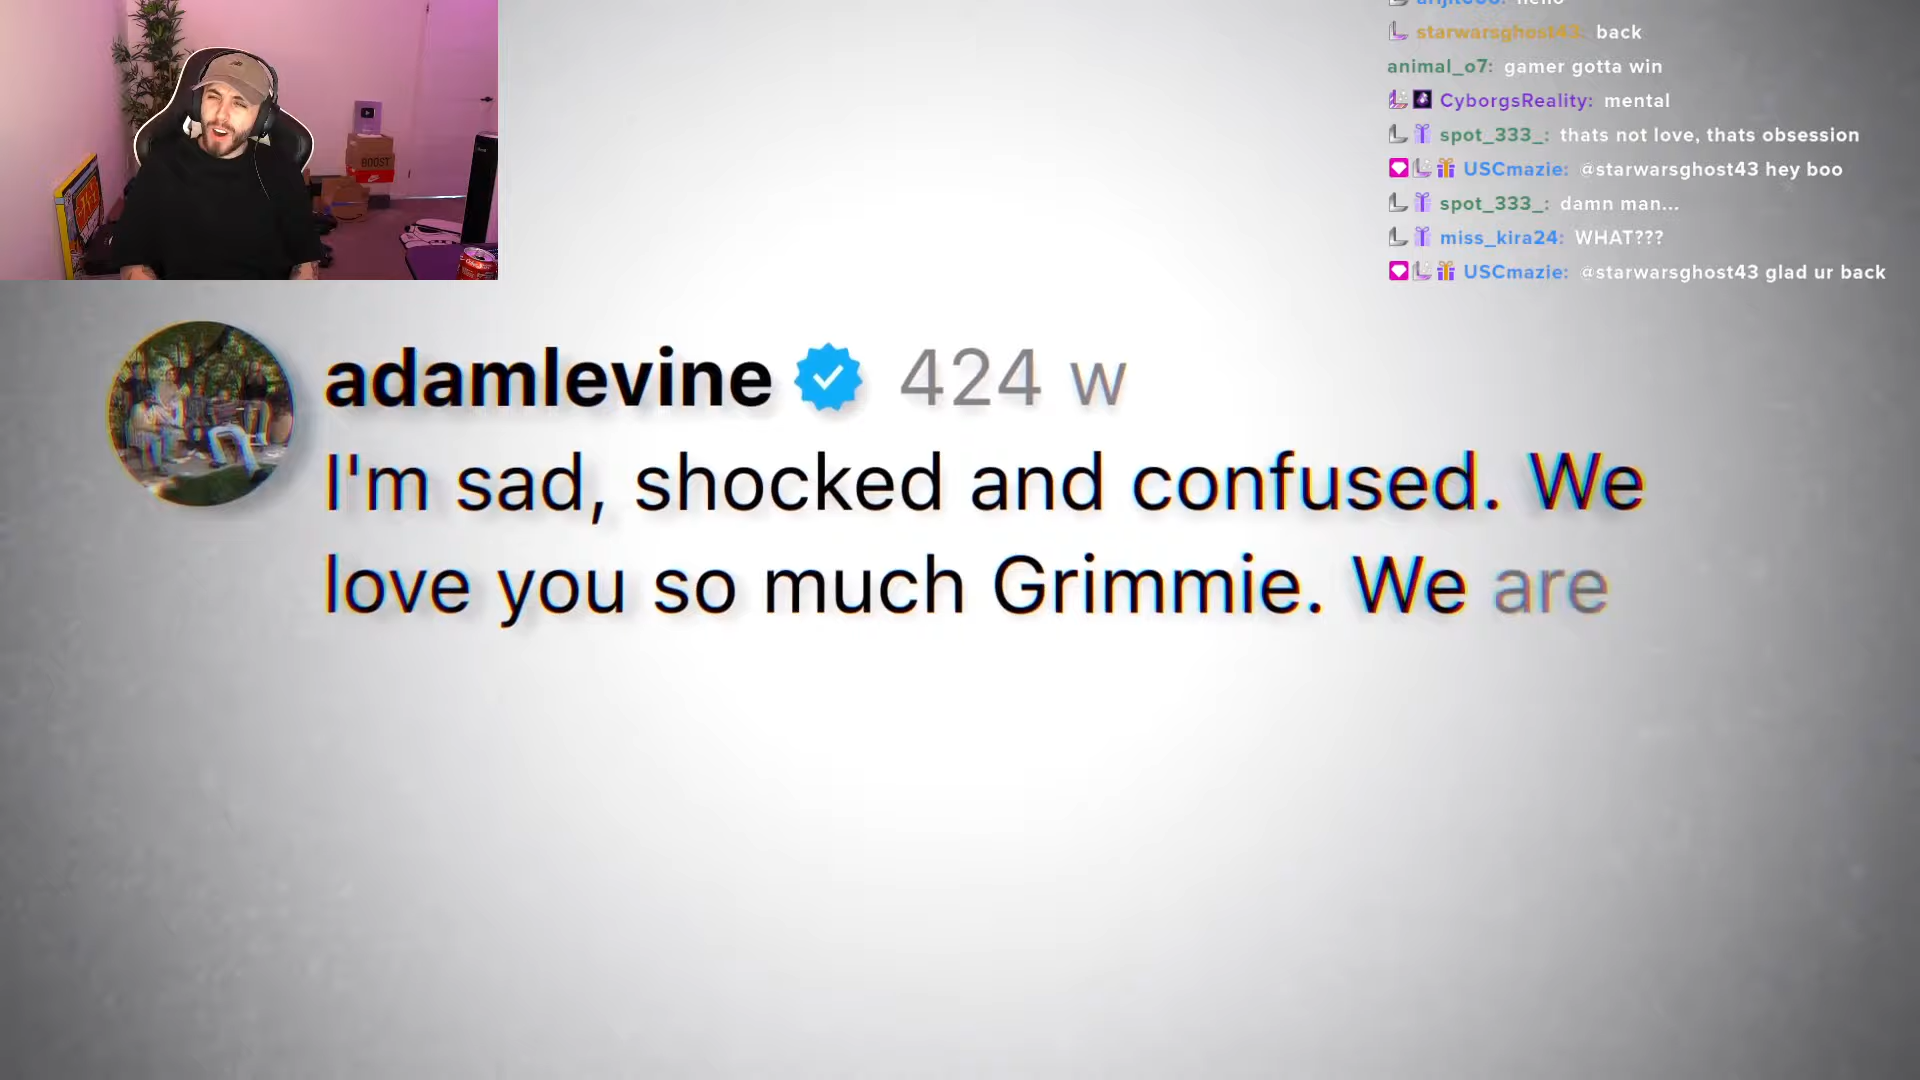 starwarsghost43: back
animal_o7: gamer gotta win
CyborgsReality: mental
spot_333_: thats not love, thats obsession
USCmazie: @starwarsghost43 hey boo
spot_333_: damn man...
miss_kira24: WHAT???
USCmazie: @starwarsghost43 glad ur back
BOOST
adamlevine 424 w
I'm sad, shocked and confused. We
love you so much Grimmie. We are